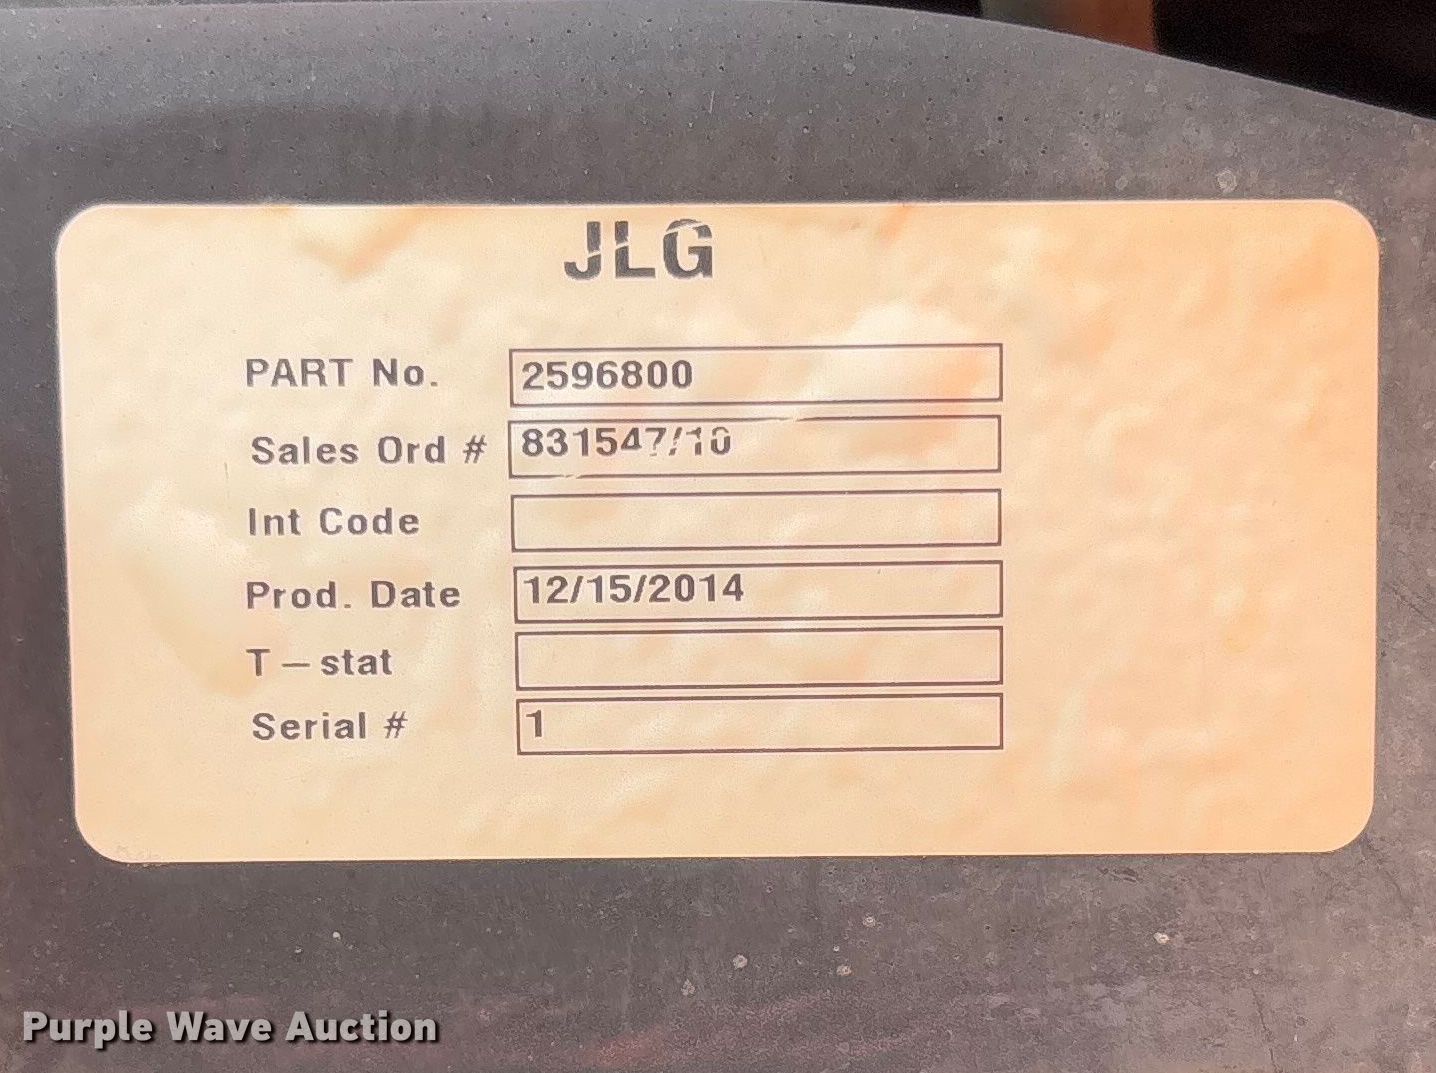 JLG
PART No. 2596800
Sales Ord # 831547/10
Int Code
Prod. Date 12/15/2014
T-stat
Serial # 1
Purple Wave Auction